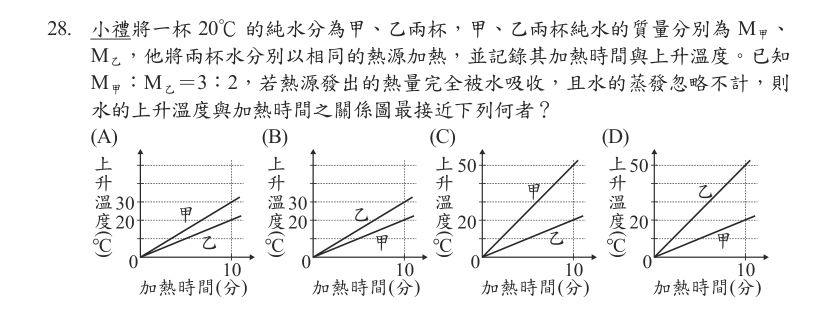 28. 小禮將一杯 20℃ 的純水分為甲、乙兩杯，甲、乙兩杯純水的質量分別為 M甲、
M乙，他將兩杯水分別以相同的熱源加熱，並記錄其加熱時間與上升溫度。已知
M甲：M乙＝3：2，若熱源發出的熱量完全被水吸收，且水的蒸發忽略不計，則
水的上升溫度與加熱時間之關係圖最接近下列何者？
(A)
上升溫度(℃)
30
20
甲
乙
0
10
加熱時間(分)
(B)
上升溫度(℃)
30
20
乙
甲
0
10
加熱時間(分)
(C)
上升溫度(℃)
50
20
甲
乙
0
10
加熱時間(分)
(D)
上升溫度(℃)
50
20
乙
甲
0
10
加熱時間(分)